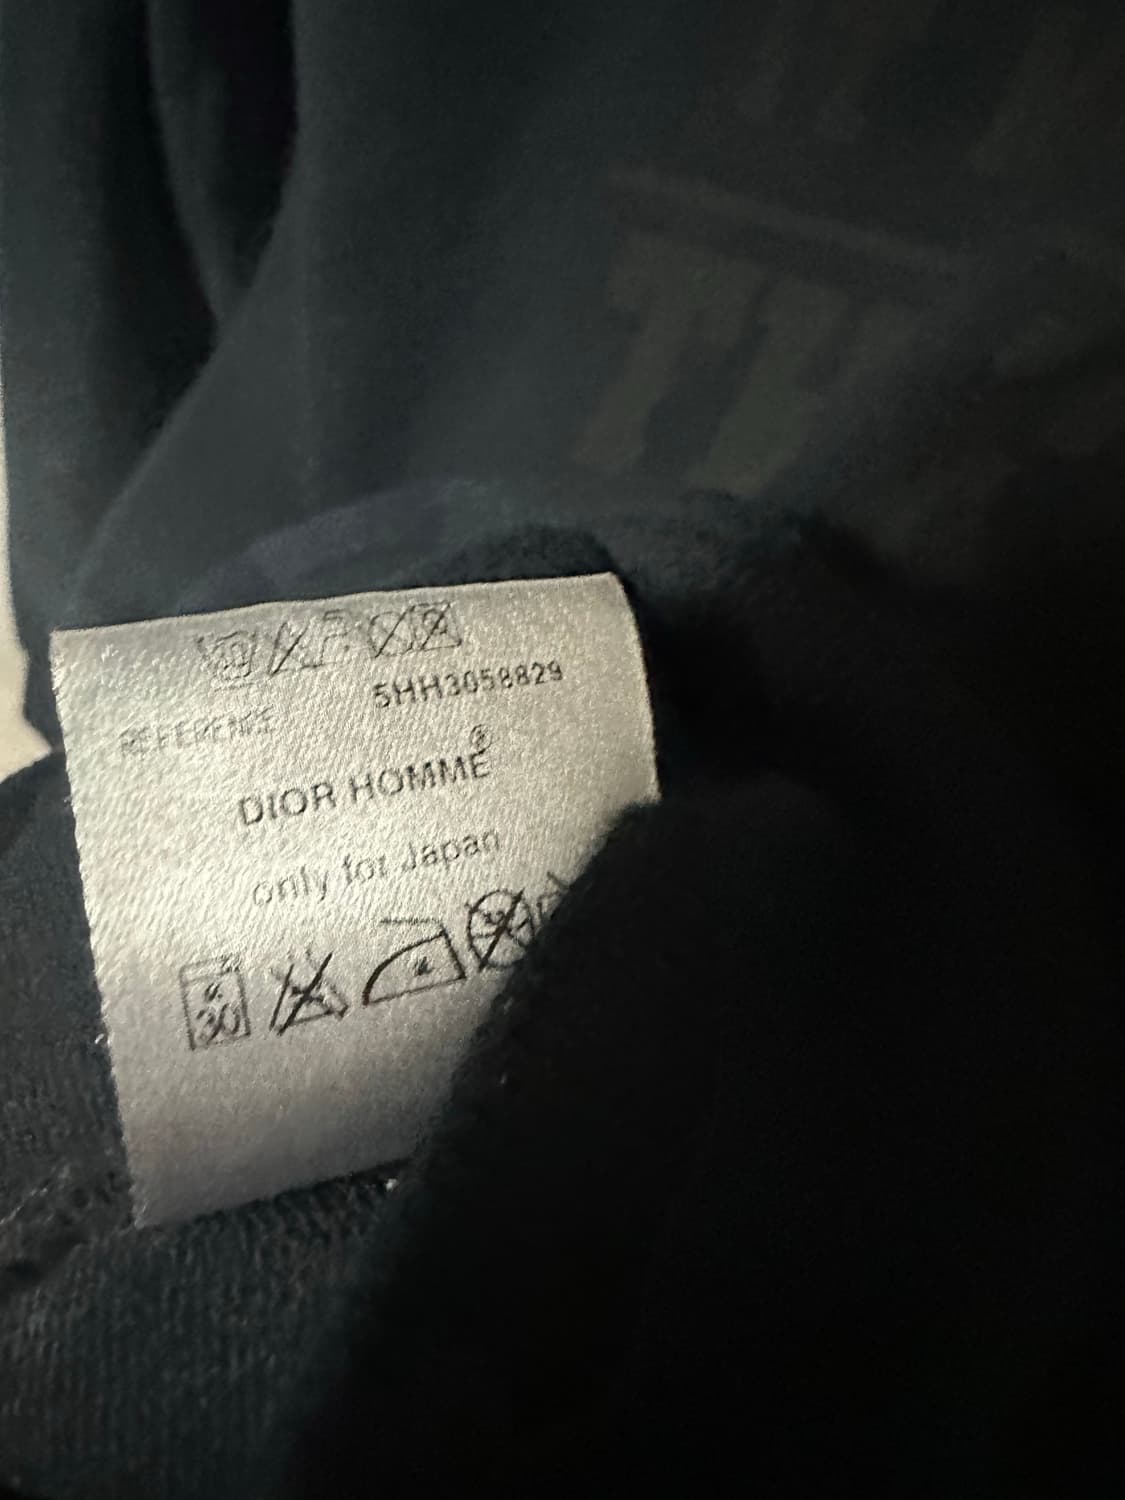 5HH3058829
REFERENCE
DIOR HOMME®
only for Japan
30